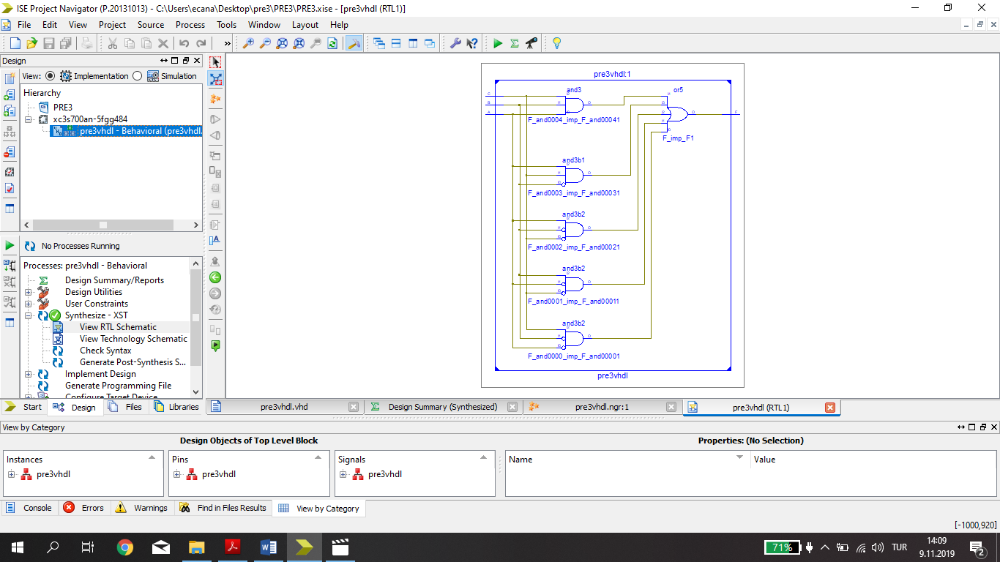 ISE Project Navigator (P.20131013) - C:\Users\ecana\Desktop\pre3\PRE3\PRE3.xise - [pre3vhdl (RTL1)]
File Edit View Project Source Process Tools Window Layout Help
»
Design
View: Implementation Simulation
Hierarchy
PRE3
xc3s700an-5fgg484
pre3vhdl - Behavioral (pre3vhdl.
No Processes Running
Processes: pre3vhdl - Behavioral
Design Summary/Reports
Design Utilities
User Constraints
Synthesize - XST
View RTL Schematic
View Technology Schematic
Check Syntax
Generate Post-Synthesis S...
Implement Design
Generate Programming File
Configure Target Device
Start Design Files Libraries
pre3vhdl:1
and3
or5
C
B
A
F
F_and0004_imp_F_and00041
F_imp_F1
and3b1
F_and0003_imp_F_and00031
and3b2
F_and0002_imp_F_and00021
and3b2
F_and0001_imp_F_and00011
and3b2
F_and0000_imp_F_and00001
pre3vhdl
pre3vhdl.vhd Design Summary (Synthesized) pre3vhdl.ngr:1 pre3vhdl (RTL1)
View by Category
Design Objects of Top Level Block Properties: (No Selection)
Instances Pins Signals Name Value
pre3vhdl pre3vhdl pre3vhdl
Console Errors Warnings Find in Files Results View by Category
[-1000,920]
71% TUR 14:09
9.11.2019
2